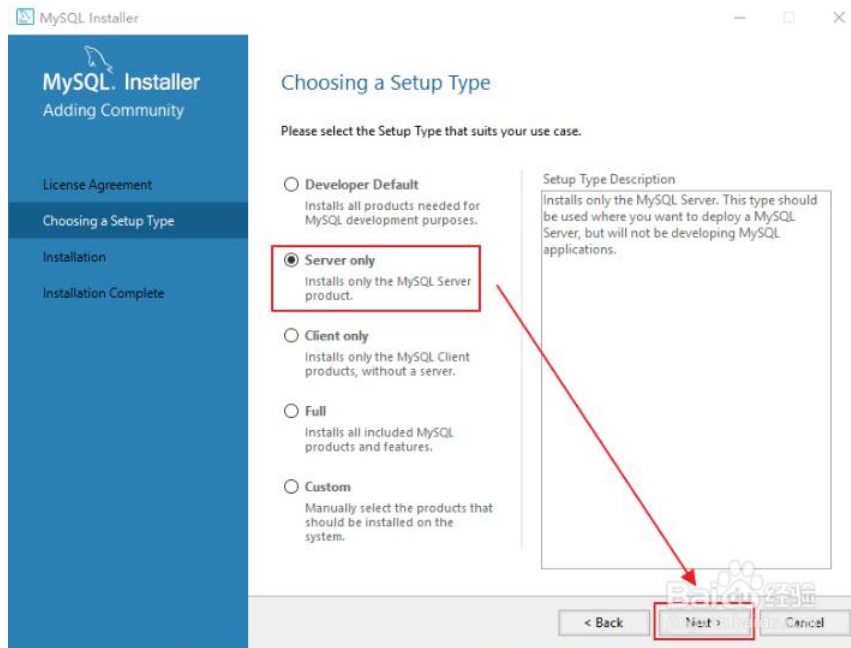 MySQL Installer
MySQL. Installer
Adding Community
License Agreement
Choosing a Setup Type
Installation
Installation Complete
Choosing a Setup Type
Please select the Setup Type that suits your use case.
Developer Default
Installs all products needed for
MySQL development purposes.
Server only
Installs only the MySQL Server
product.
Client only
Installs only the MySQL Client
products, without a server.
Full
Installs all included MySQL
products and features.
Custom
Manually select the products that
should be installed on the
system.
Setup Type Description
Installs only the MySQL Server. This type should
be used where you want to deploy a MySQL
Server, but will not be developing MySQL
applications.
< Back
Next >
Cancel
Baidu 经验